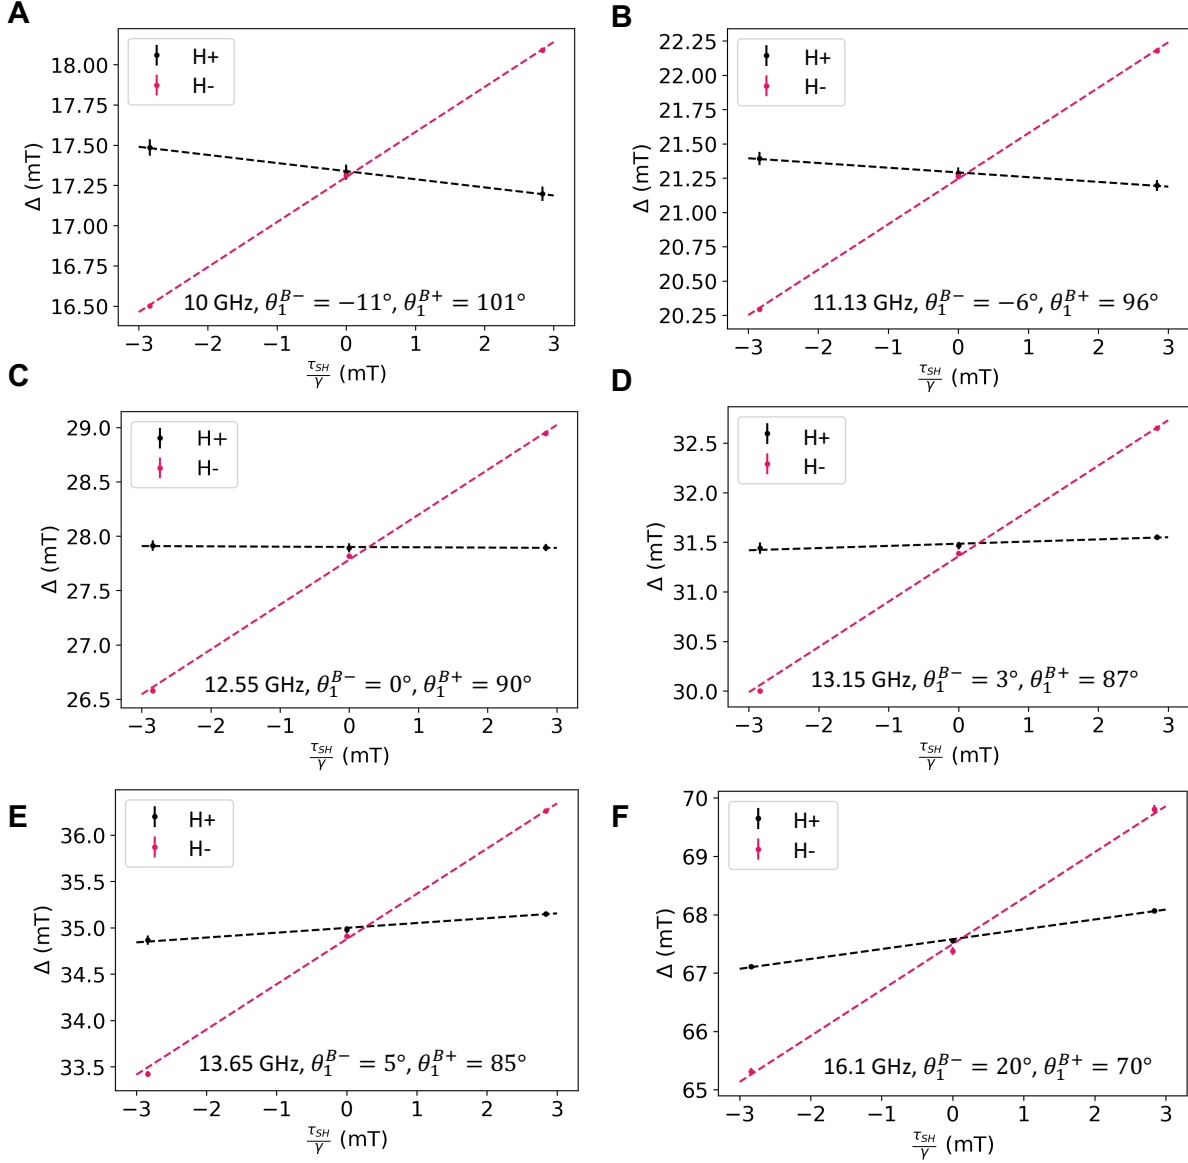 A
H+
H-
18.00
17.75
17.50
17.25
17.00
16.75
16.50
Δ (mT)
10 GHz, θ₁ᴮ⁻ = −11°, θ₁ᴮ⁺ = 101°
−3 −2 −1 0 1 2 3
τ_SH/γ (mT)
B
H+
H-
22.25
22.00
21.75
21.50
21.25
21.00
20.75
20.50
20.25
Δ (mT)
11.13 GHz, θ₁ᴮ⁻ = −6°, θ₁ᴮ⁺ = 96°
−3 −2 −1 0 1 2 3
τ_SH/γ (mT)
C
H+
H-
29.0
28.5
28.0
27.5
27.0
26.5
Δ (mT)
12.55 GHz, θ₁ᴮ⁻ = 0°, θ₁ᴮ⁺ = 90°
−3 −2 −1 0 1 2 3
τ_SH/γ (mT)
D
H+
H-
32.5
32.0
31.5
31.0
30.5
30.0
Δ (mT)
13.15 GHz, θ₁ᴮ⁻ = 3°, θ₁ᴮ⁺ = 87°
−3 −2 −1 0 1 2 3
τ_SH/γ (mT)
E
H+
H-
36.0
35.5
35.0
34.5
34.0
33.5
Δ (mT)
13.65 GHz, θ₁ᴮ⁻ = 5°, θ₁ᴮ⁺ = 85°
−3 −2 −1 0 1 2 3
τ_SH/γ (mT)
F
H+
H-
70
69
68
67
66
65
Δ (mT)
16.1 GHz, θ₁ᴮ⁻ = 20°, θ₁ᴮ⁺ = 70°
−3 −2 −1 0 1 2 3
τ_SH/γ (mT)